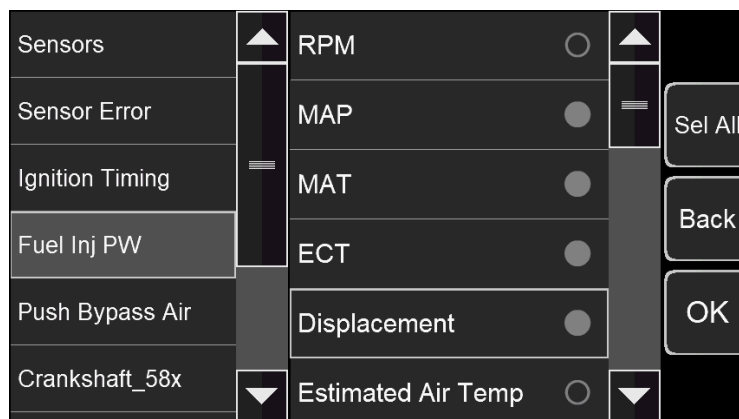 Sensors
Sensor Error
Ignition Timing
Fuel Inj PW
Push Bypass Air
Crankshaft_58x
RPM
MAP
MAT
ECT
Displacement
Estimated Air Temp
Sel All
Back
OK